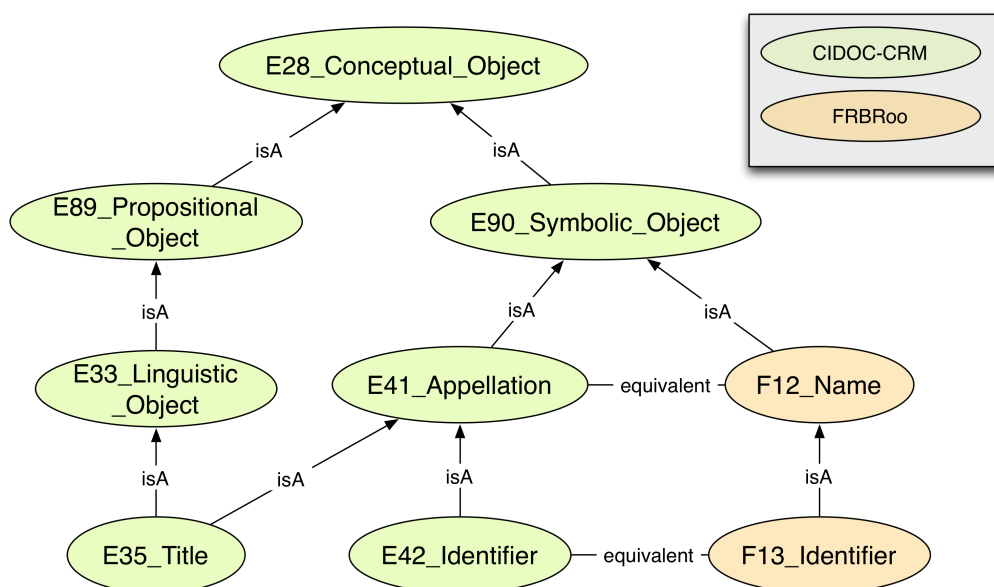 E28_Conceptual_Object
CIDOC-CRM
FRBRoo
isA
isA
E89_Propositional
_Object
E90_Symbolic_Object
isA
isA
isA
E33_Linguistic
_Object
E41_Appellation
equivalent
F12_Name
isA
isA
isA
isA
E35_Title
E42_Identifier
equivalent
F13_Identifier